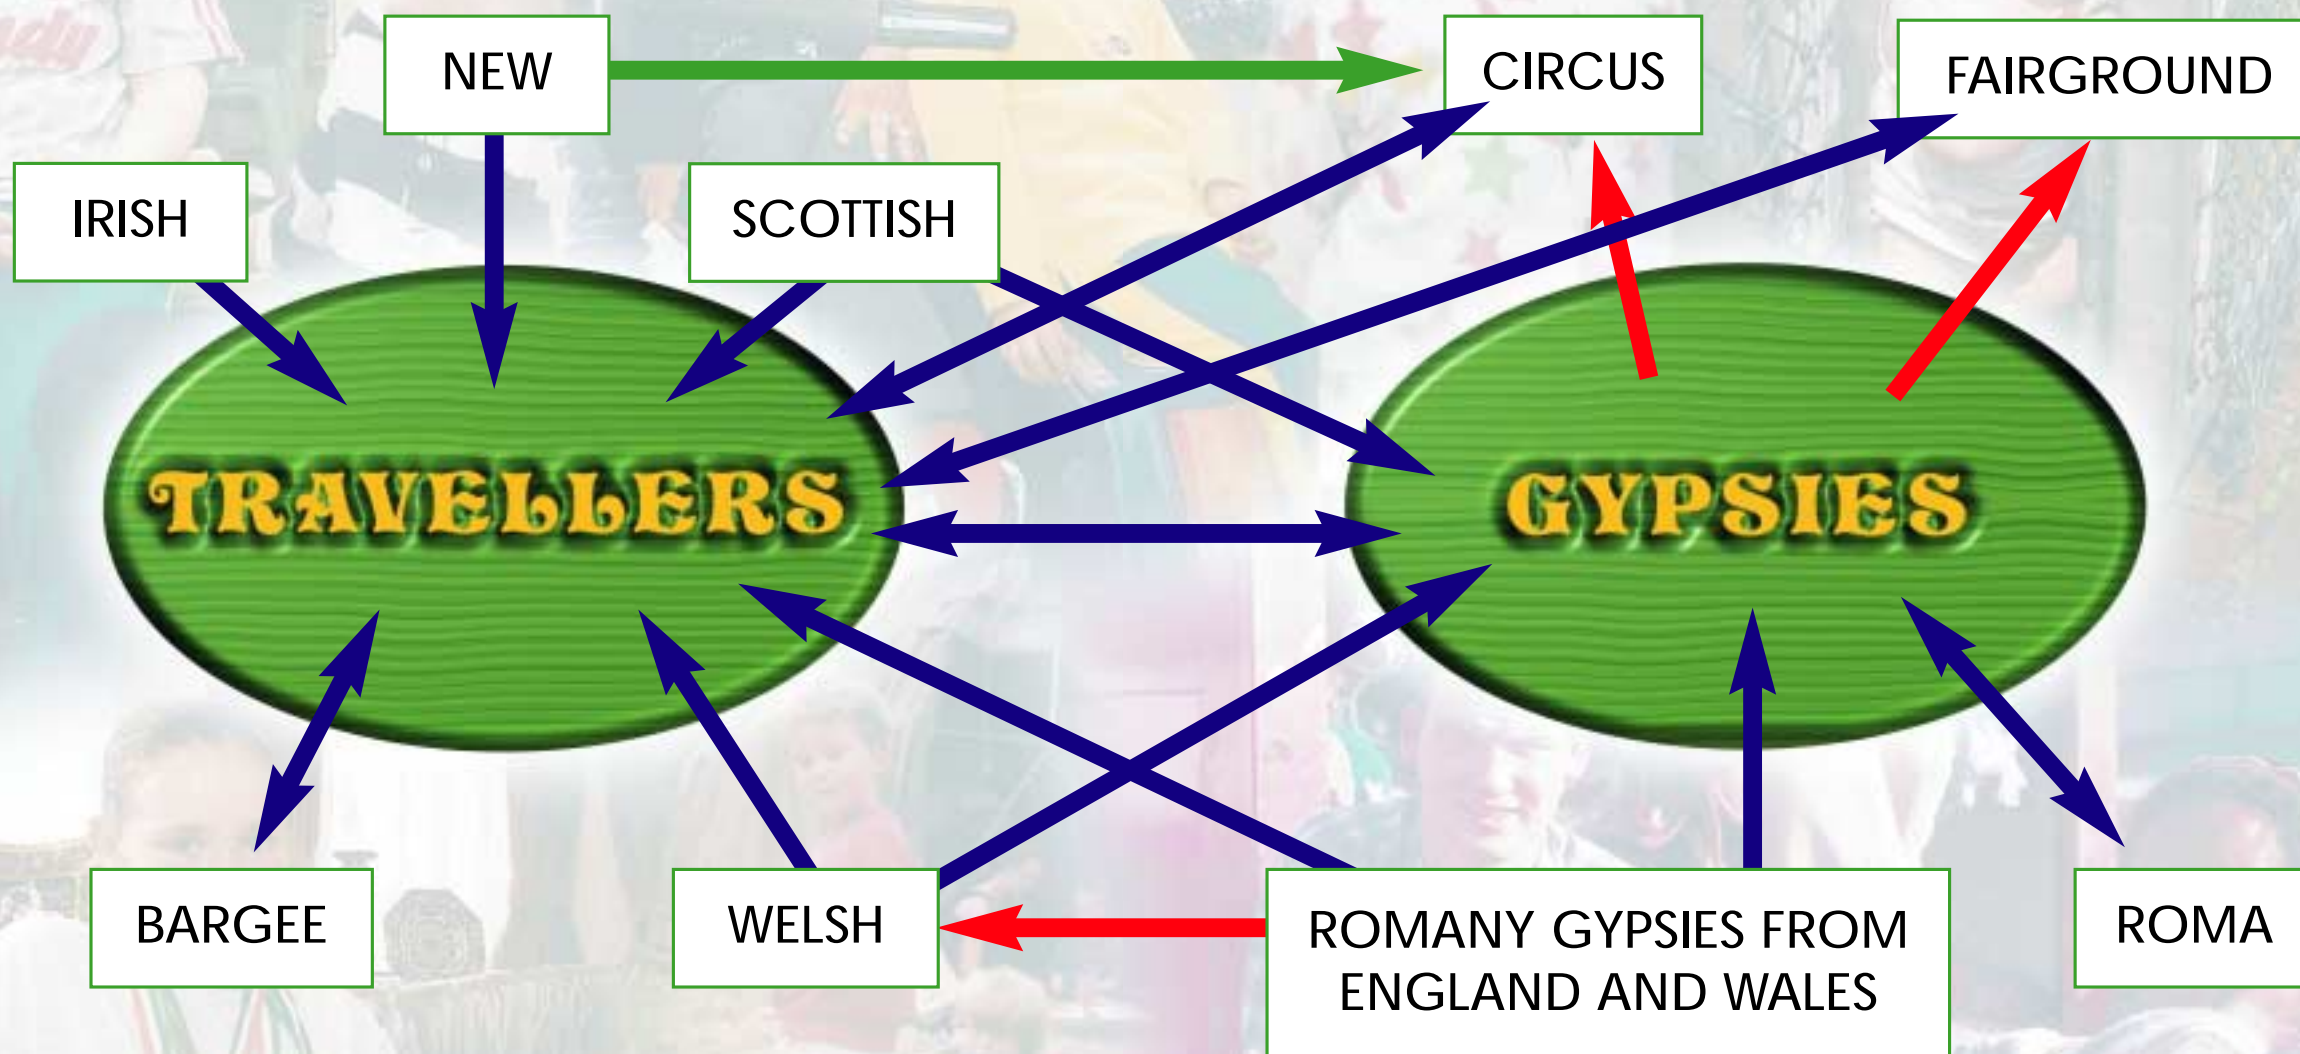 NEW
CIRCUS
FAIRGROUND
IRISH
SCOTTISH
TRAVELLERS
GYPSIES
BARGEE
WELSH
ROMANY GYPSIES FROM
ENGLAND AND WALES
ROMA